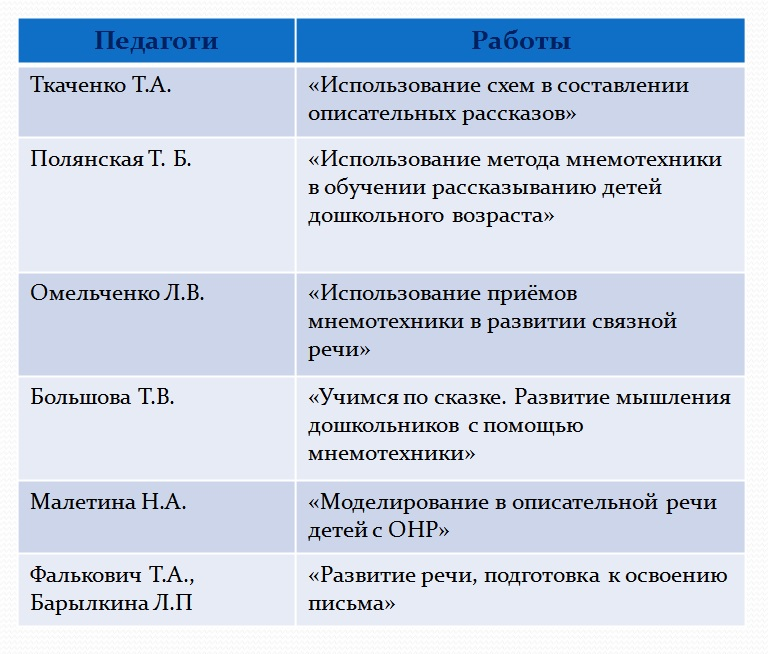 Педагоги Работы
Ткаченко Т.А. «Использование схем в составлении
описательных рассказов»
Полянская Т. Б. «Использование метода мнемотехники
в обучении рассказыванию детей
дошкольного возраста»
Омельченко Л.В. «Использование приёмов
мнемотехники в развитии связной
речи»
Большова Т.В. «Учимся по сказке. Развитие мышления
дошкольников с помощью
мнемотехники»
Малетина Н.А. «Моделирование в описательной речи
детей с ОНР»
Фалькович Т.А., «Развитие речи, подготовка к освоению
Барылкина Л.П письма»